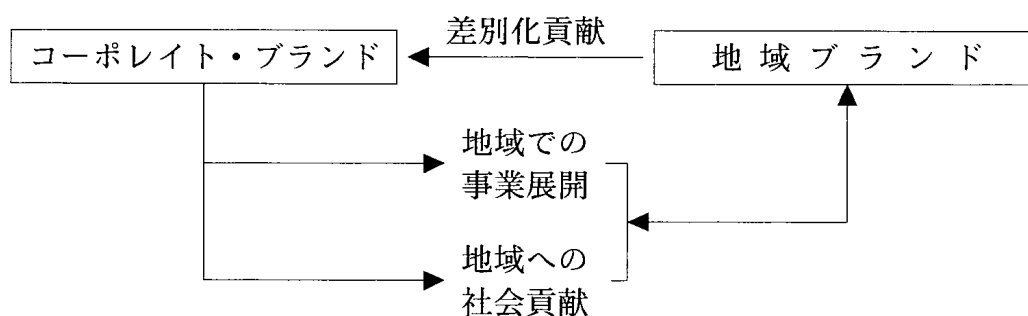 差別化貢献
コーポレイト・ブランド
地域ブランド
地域での
事業展開
地域への
社会貢献